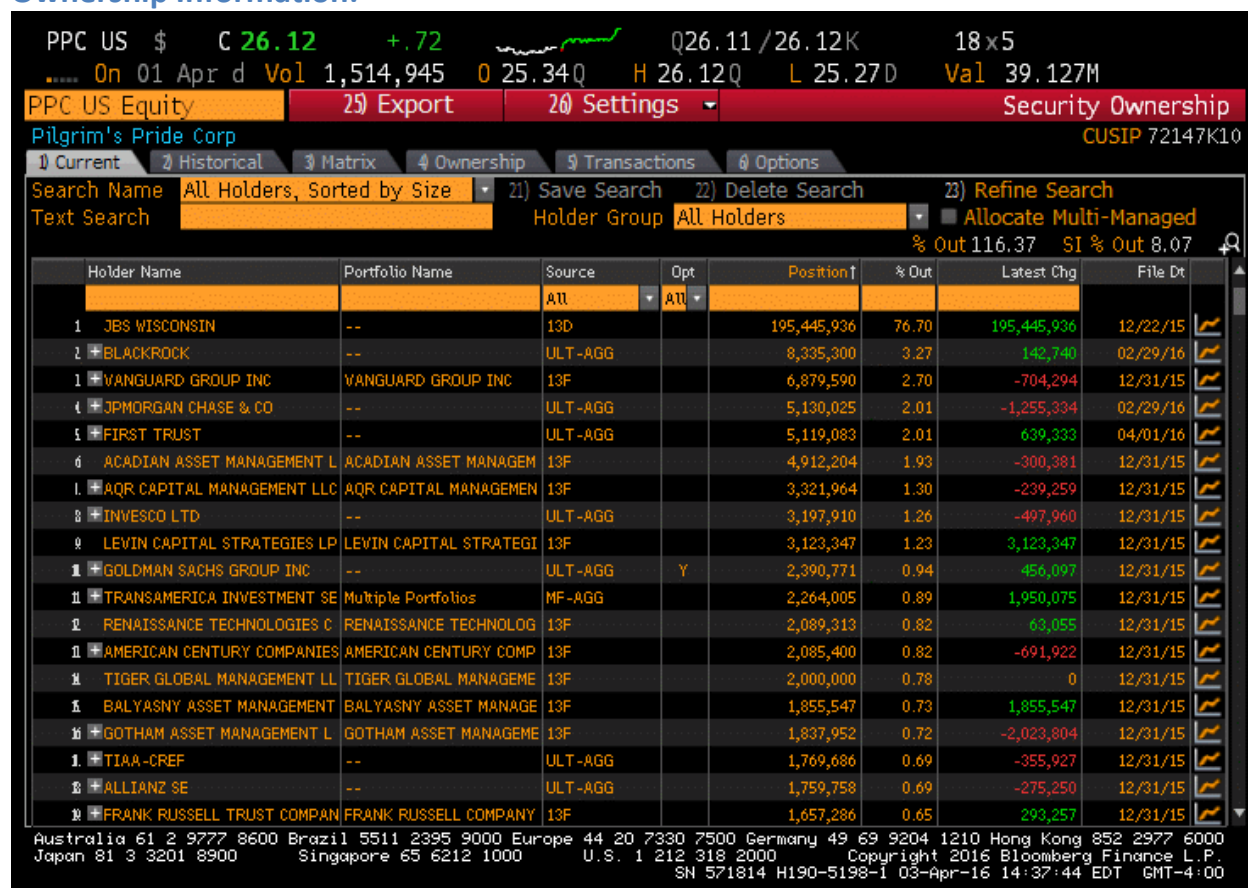 Ownership Information:
PPC US $ C 26.12 +.72 Q26.11/26.12K 18x5
On 01 Apr d Vol 1,514,945 O 25.34Q H 26.12Q L 25.27D Val 39.127M
PPC US Equity 25) Export 26) Settings Security Ownership
Pilgrim's Pride Corp CUSIP 72147K10
1) Current 2) Historical 3) Matrix 4) Ownership 5) Transactions 6) Options
Search Name All Holders, Sorted by Size 21) Save Search 22) Delete Search 23) Refine Search
Text Search Holder Group All Holders Allocate Multi-Managed
% Out 116.37 SI % Out 8.07
Holder Name Portfolio Name Source Opt Position↑ % Out Latest Chg File Dt
All All
1 JBS WISCONSIN -- 13D 195,445,936 76.70 195,445,936 12/22/15
2 +BLACKROCK -- ULT-AGG 8,335,300 3.27 142,740 02/29/16
+VANGUARD GROUP INC VANGUARD GROUP INC 13F 6,879,590 2.70 -704,294 12/31/15
+JPMORGAN CHASE & CO -- ULT-AGG 5,130,025 2.01 -1,255,334 02/29/16
+FIRST TRUST -- ULT-AGG 5,119,083 2.01 639,333 04/01/16
6 ACADIAN ASSET MANAGEMENT L ACADIAN ASSET MANAGEM 13F 4,912,204 1.93 -300,381 12/31/15
+AQR CAPITAL MANAGEMENT LLC AQR CAPITAL MANAGEMEN 13F 3,321,964 1.30 -239,259 12/31/15
8 +INVESCO LTD -- ULT-AGG 3,197,910 1.26 -497,960 12/31/15
9 LEVIN CAPITAL STRATEGIES LP LEVIN CAPITAL STRATEGI 13F 3,123,347 1.23 3,123,347 12/31/15
+GOLDMAN SACHS GROUP INC -- ULT-AGG Y 2,390,771 0.94 456,097 12/31/15
11 +TRANSAMERICA INVESTMENT SE Multiple Portfolios MF-AGG 2,264,005 0.89 1,950,075 12/31/15
RENAISSANCE TECHNOLOGIES C RENAISSANCE TECHNOLOG 13F 2,089,313 0.82 63,055 12/31/15
+AMERICAN CENTURY COMPANIES AMERICAN CENTURY COMP 13F 2,085,400 0.82 -691,922 12/31/15
TIGER GLOBAL MANAGEMENT LL TIGER GLOBAL MANAGEME 13F 2,000,000 0.78 0 12/31/15
BALYASNY ASSET MANAGEMENT BALYASNY ASSET MANAGE 13F 1,855,547 0.73 1,855,547 12/31/15
+GOTHAM ASSET MANAGEMENT L GOTHAM ASSET MANAGEME 13F 1,837,952 0.72 -2,023,804 12/31/15
+TIAA-CREF -- ULT-AGG 1,769,686 0.69 -355,927 12/31/15
+ALLIANZ SE -- ULT-AGG 1,759,758 0.69 -275,250 12/31/15
+FRANK RUSSELL TRUST COMPAN FRANK RUSSELL COMPANY 13F 1,657,286 0.65 293,257 12/31/15
Australia 61 2 9777 8600 Brazil 5511 2395 9000 Europe 44 20 7330 7500 Germany 49 69 9204 1210 Hong Kong 852 2977 6000
Japan 81 3 3201 8900 Singapore 65 6212 1000 U.S. 1 212 318 2000 Copyright 2016 Bloomberg Finance L.P.
SN 571814 H190-5198-1 03-Apr-16 14:37:44 EDT GMT-4:00